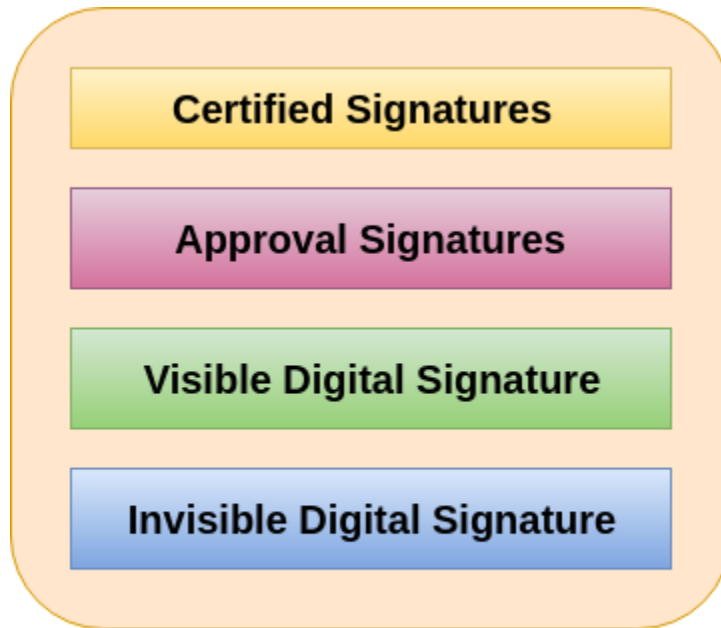 Certified Signatures
Approval Signatures
Visible Digital Signature
Invisible Digital Signature